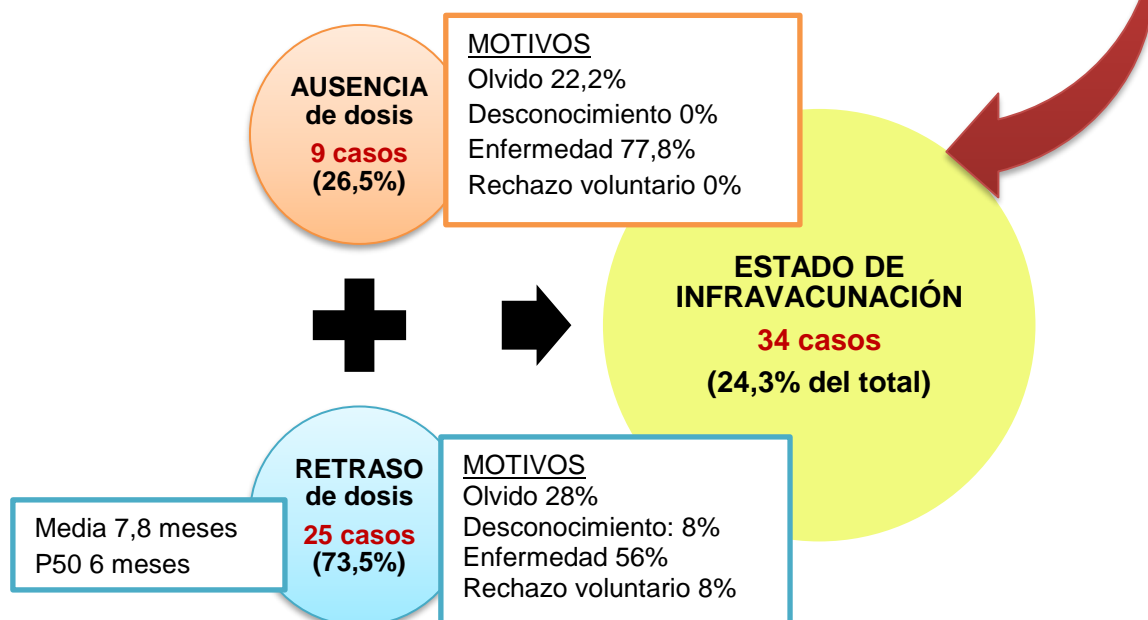 AUSENCIA
de dosis
9 casos
(26,5%)
MOTIVOS
Olvido 22,2%
Desconocimiento 0%
Enfermedad 77,8%
Rechazo voluntario 0%
ESTADO DE
INFRAVACUNACIÓN
34 casos
(24,3% del total)
RETRASO
de dosis
25 casos
(73,5%)
Media 7,8 meses
P50 6 meses
MOTIVOS
Olvido 28%
Desconocimiento: 8%
Enfermedad 56%
Rechazo voluntario 8%